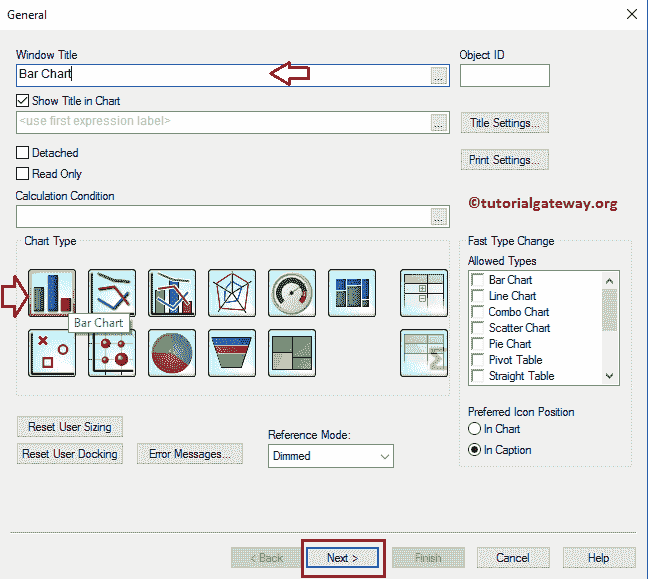 General
Window Title
Bar Chart
...
Object ID
Show Title in Chart
<use first expression label>
...
Title Settings...
Detached
Read Only
Print Settings...
Calculation Condition
...
©tutorialgateway.org
Chart Type
Bar Chart
Fast Type Change
Allowed Types
Bar Chart
Line Chart
Combo Chart
Scatter Chart
Pie Chart
Pivot Table
Straight Table
Preferred Icon Position
In Chart
In Caption
Reset User Sizing
Reset User Docking
Error Messages...
Reference Mode:
Dimmed
< Back
Next >
Finish
Cancel
Help